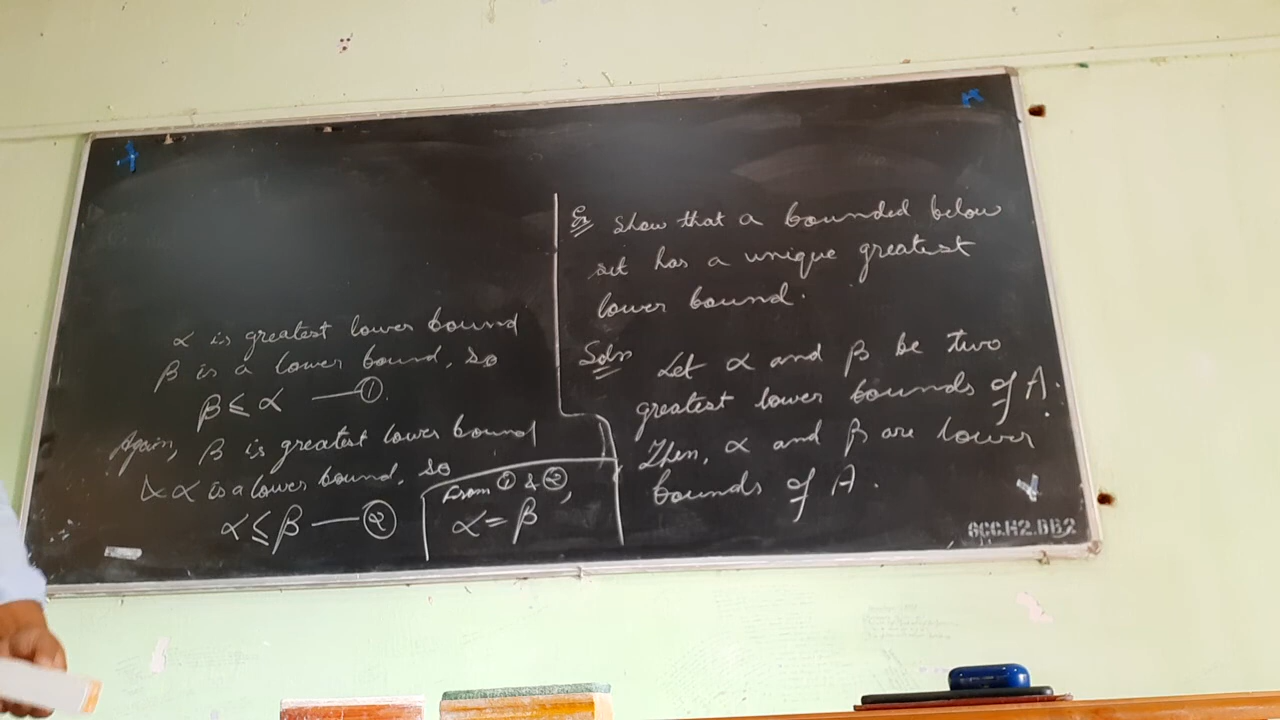 Ex Show that a bounded below
set has a unique greatest
lower bound.
Soln Let α and β be two
greatest lower bounds of A.
Then, α and β are lower
bounds of A.
α is greatest lower bound
β is a lower bound, so
β ≤ α — ①.
Again, β is greatest lower bound
& α is a lower bound, so
α ≤ β — ②
From ① & ②,
α = β
GCC.H2.BB2